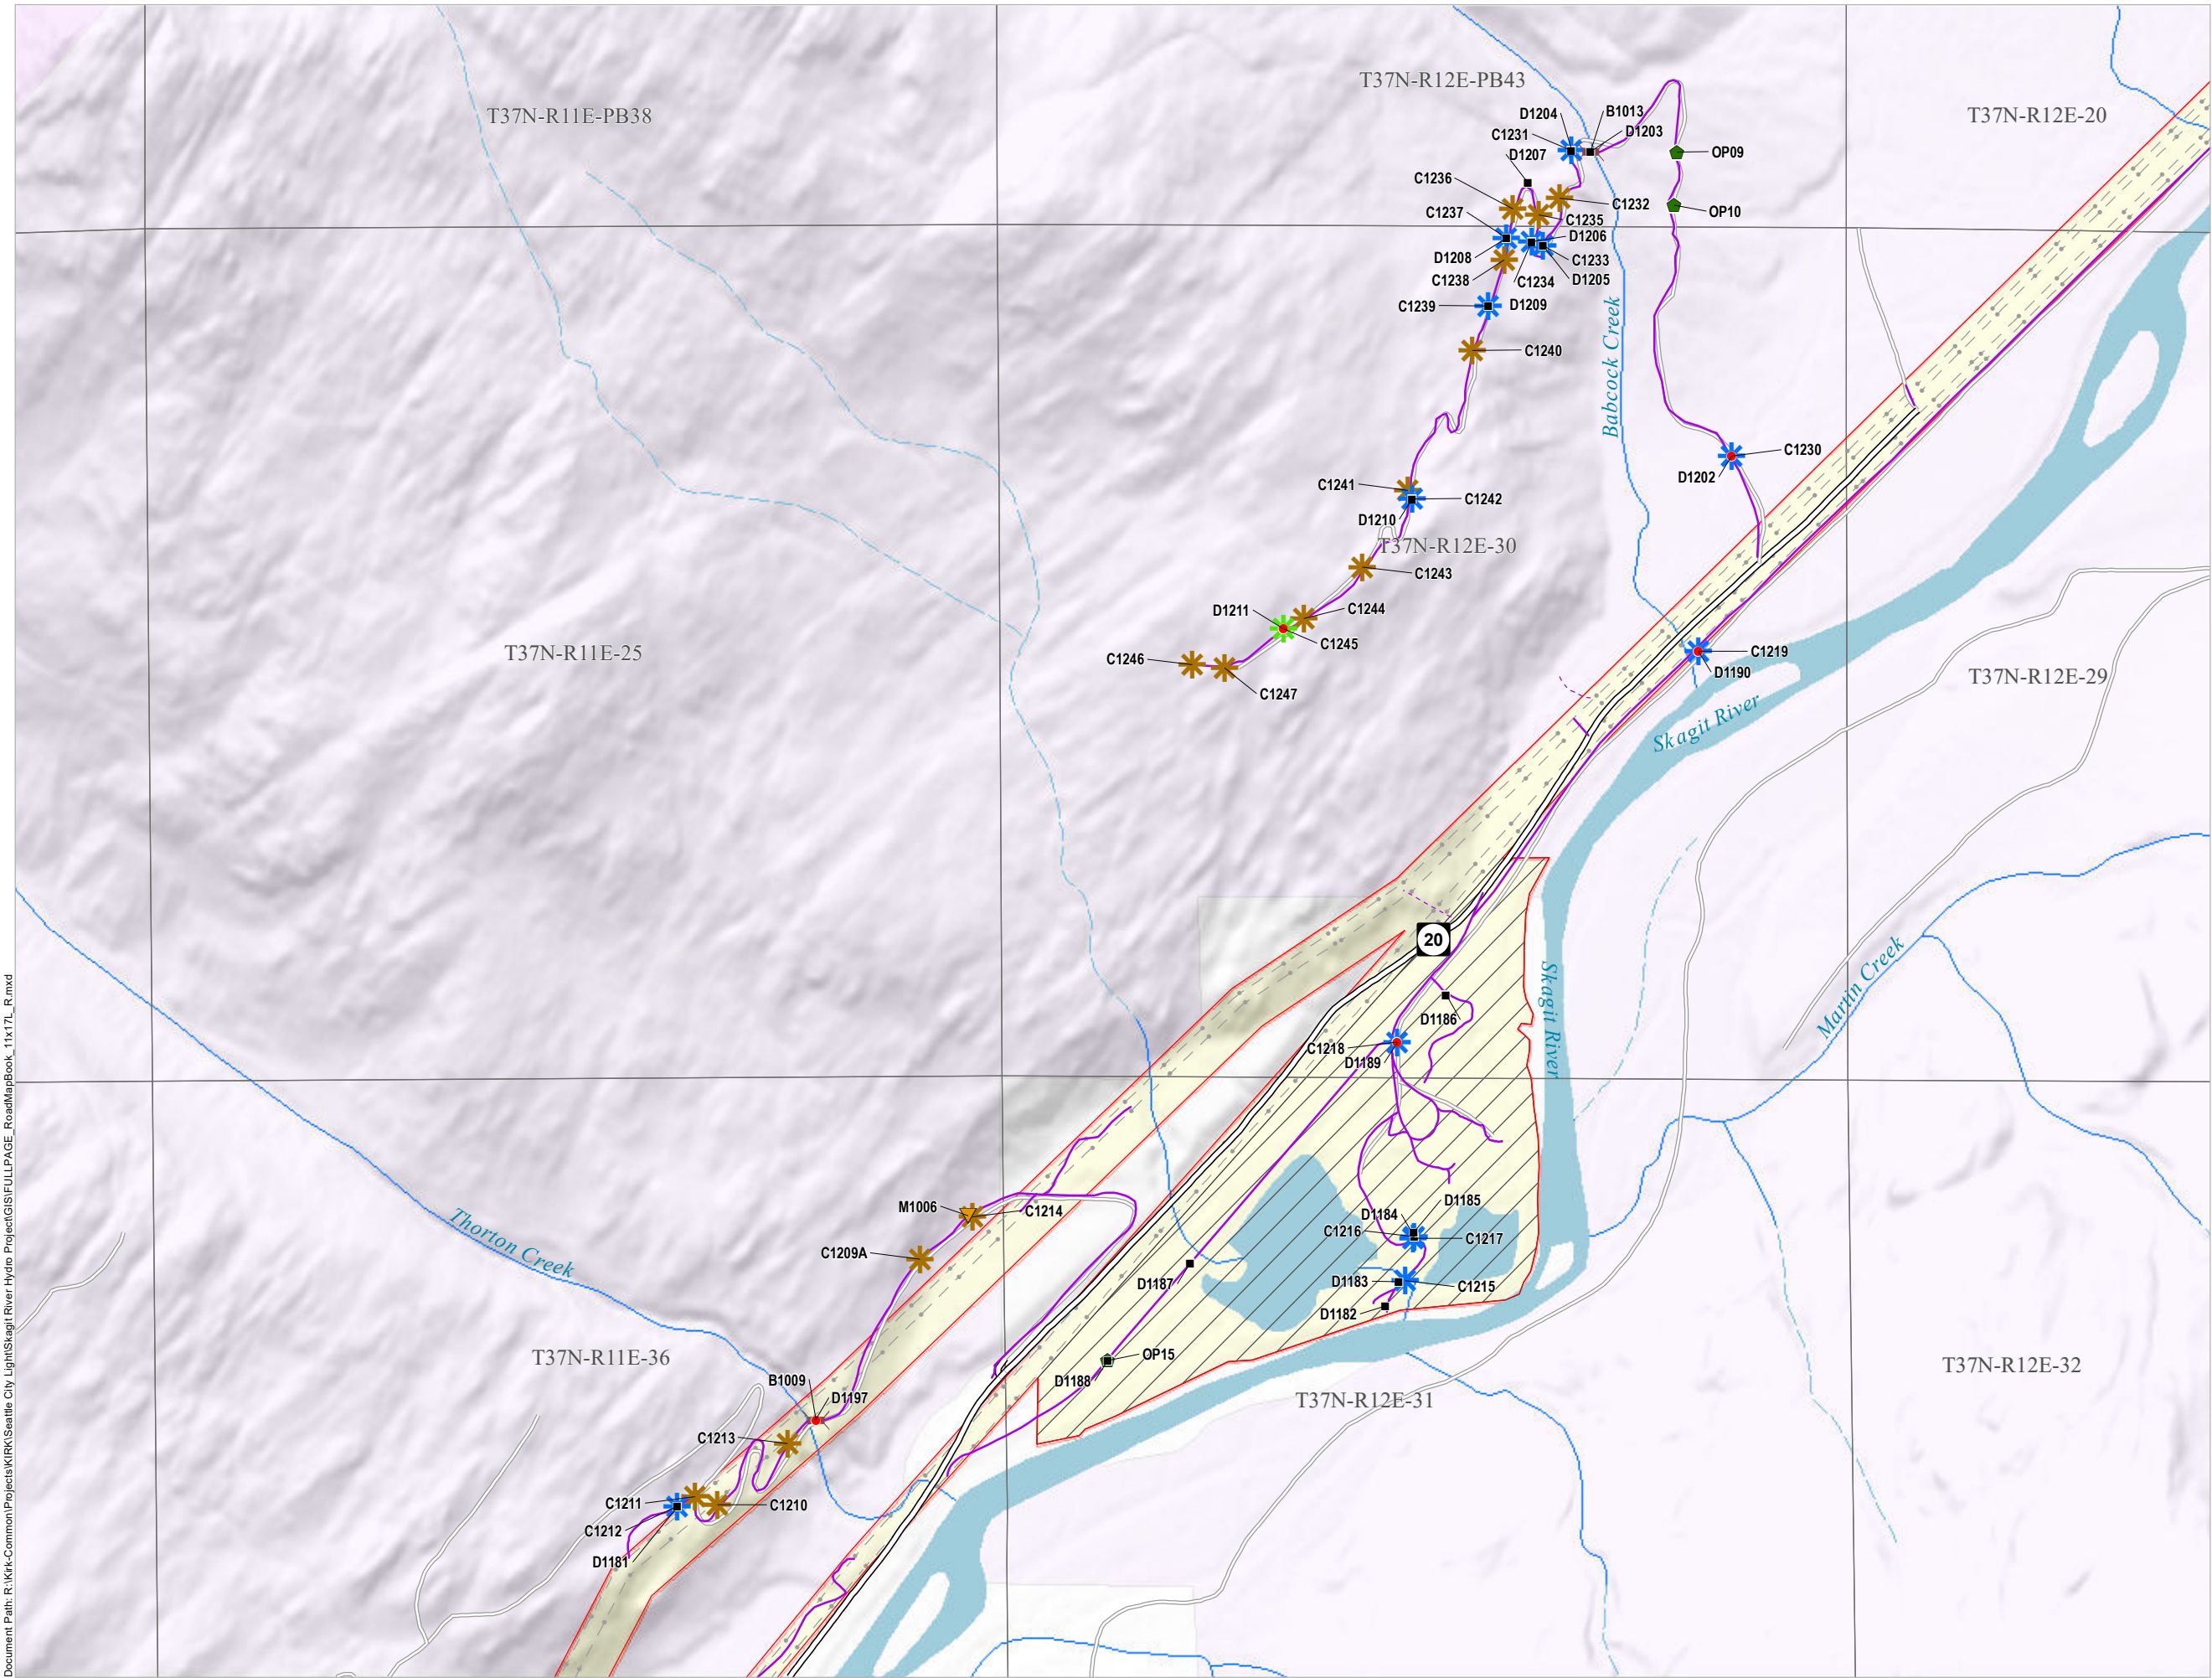 T37N-R12E-PB43
T37N-R11E-PB38
T37N-R12E-20
D1204
B1013
C1231
D1203
D1207
OP09
C1236
C1232
C1237
C1235
OP10
D1206
D1208
C1233
C1238
C1234
D1205
C1239
D1209
C1240
Babcock Creek
C1230
D1202
C1241
C1242
D1210
T37N-R12E-30
C1243
D1211
C1244
C1245
C1246
C1247
T37N-R11E-25
C1219
D1190
T37N-R12E-29
Skagit River
20
Skagit River
Martin Creek
D1186
C1218
D1189
M1006
C1214
C1209A
Thorton Creek
D1185
D1184
C1216
C1217
D1187
D1183
C1215
D1182
OP15
D1188
T37N-R11E-36
T37N-R12E-31
T37N-R12E-32
B1009
D1197
C1213
C1211
C1210
C1212
D1181
Document Path: R:\Kirk-Common\Projects\KIRK\Seattle City Light\Skagit River Hydro Project\GIS\FULLPAGE_RoadMapBook_11x17L_R.mxd